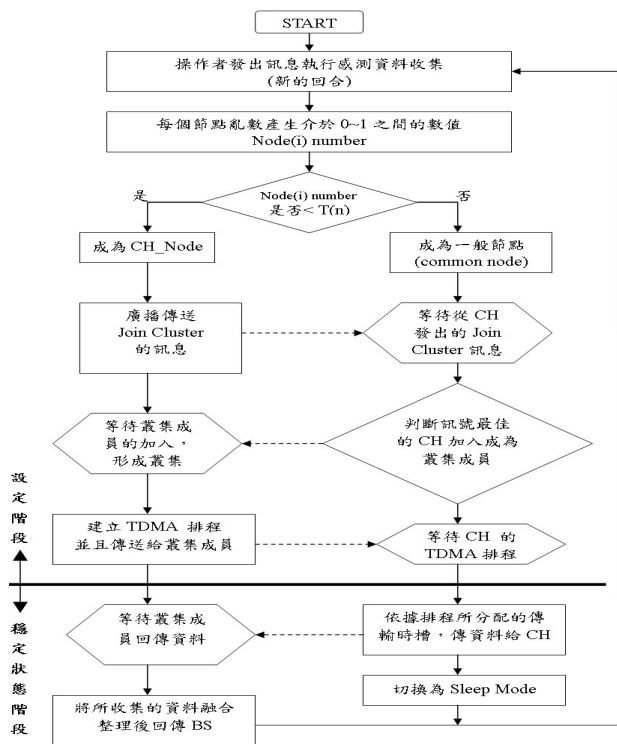 START
操作者發出訊息執行感測資料收集
(新的回合)
每個節點亂數產生介於 0~1 之間的數值
Node(i) number
Node(i) number
是否< T(n)
是
否
成為 CH_Node
成為一般節點
(common node)
廣播傳送
Join Cluster
的訊息
等待從 CH
發出的 Join
Cluster 訊息
等待叢集成
員的加入，
形成叢集
判斷訊號最佳
的 CH 加入成為
叢集成員
設定階段
建立 TDMA 排程
並且傳送給叢集成員
等待 CH 的
TDMA 排程
穩定狀態階段
等待叢集成
員回傳資料
依據排程所分配的傳
輸時槽，傳資料給 CH
切換為 Sleep Mode
將所收集的資料融合
整理後回傳 BS